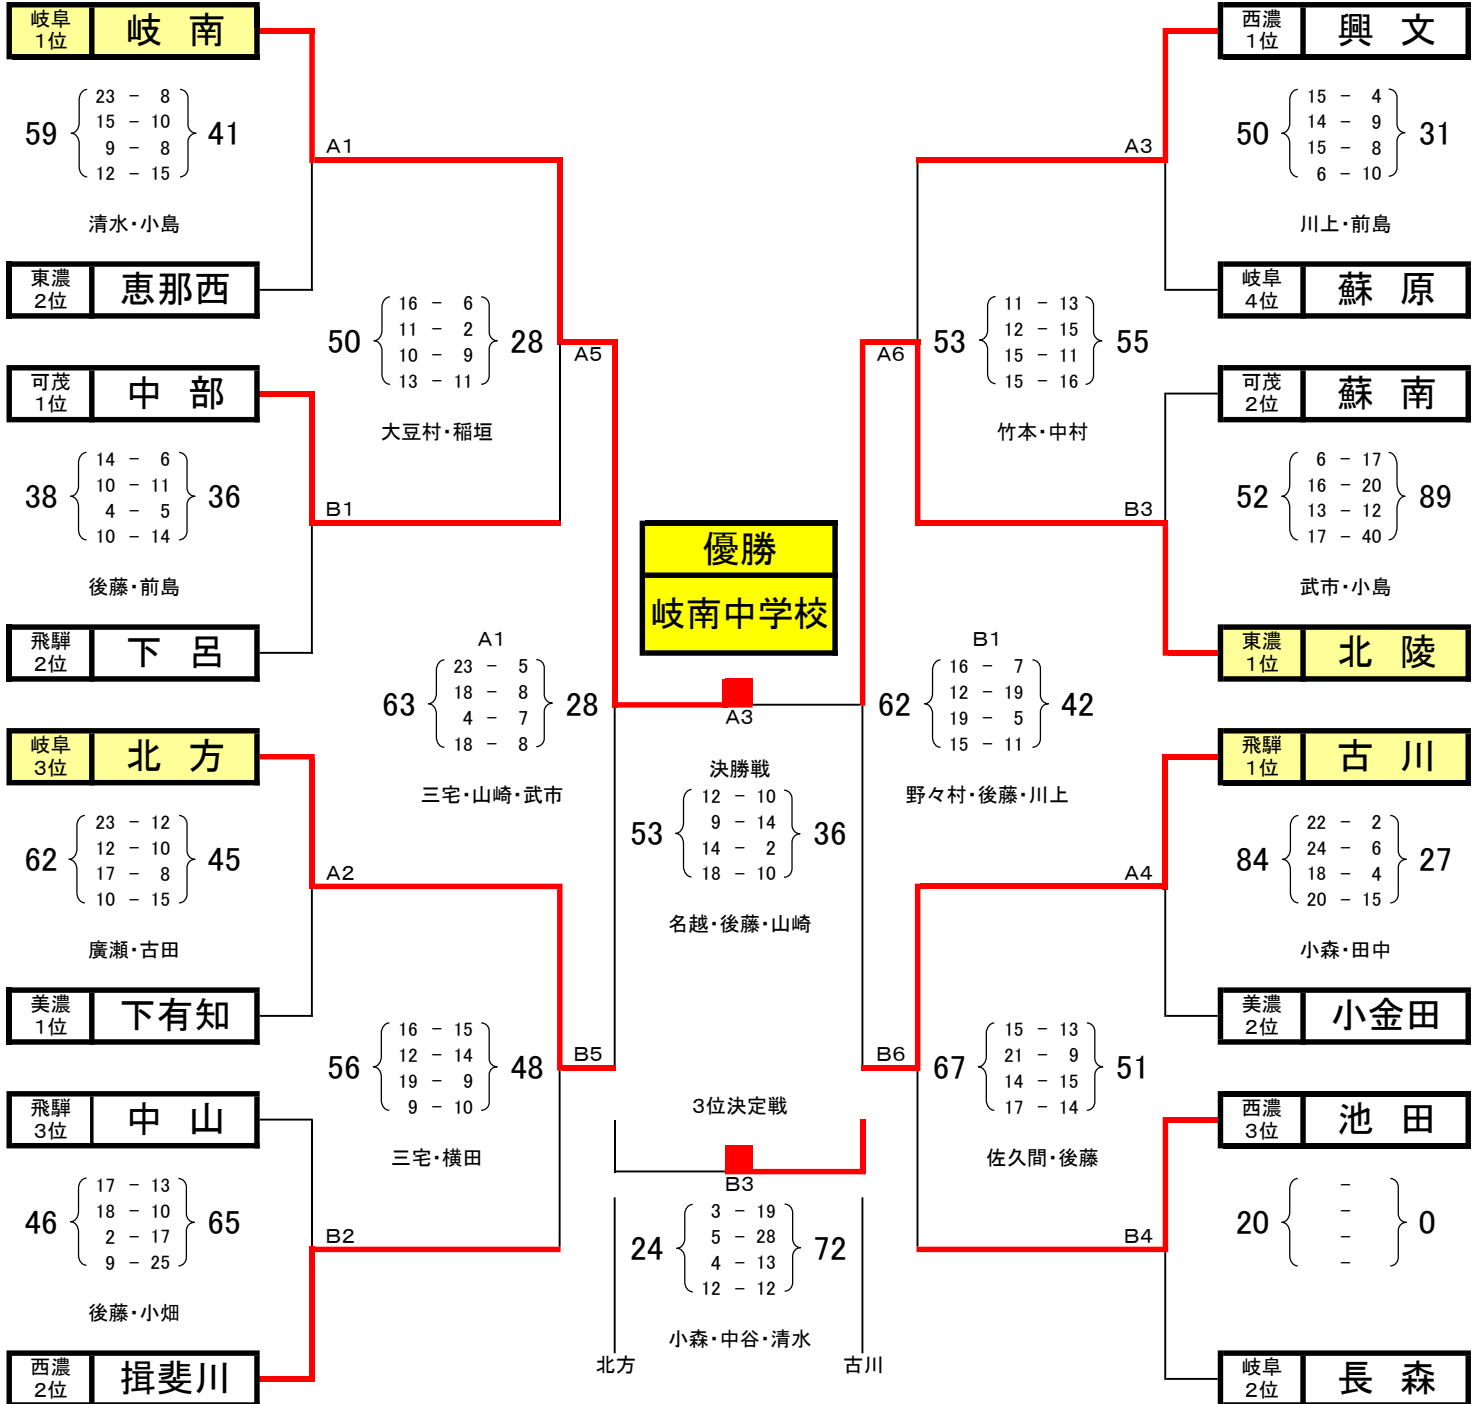 岐阜
1位
岐 南
23 - 8
15 - 10
9 - 8
12 - 15
59
41
清水・小島
A1
東濃
2位
恵那西
可茂
1位
中 部
14 - 6
10 - 11
4 - 5
10 - 14
38
36
後藤・前島
B1
飛騨
2位
下 呂
50
16 - 6
11 - 2
10 - 9
13 - 11
28
大豆村・稲垣
A5
岐阜
3位
北 方
23 - 12
12 - 10
17 - 8
10 - 15
62
45
廣瀬・古田
A2
美濃
1位
下有知
飛騨
3位
中 山
17 - 13
18 - 10
2 - 17
9 - 25
46
65
後藤・小畑
B2
西濃
2位
揖斐川
56
16 - 15
12 - 14
19 - 9
9 - 10
48
三宅・横田
B5
A1
63
23 - 5
18 - 8
4 - 7
18 - 8
28
三宅・山崎・武市
優勝
岐南中学校
A3
決勝戦
53
12 - 10
9 - 14
14 - 2
18 - 10
36
名越・後藤・山崎
3位決定戦
B3
24
3 - 19
5 - 28
4 - 13
12 - 12
72
小森・中谷・清水
北方
古川
B1
62
16 - 7
12 - 19
19 - 5
15 - 11
42
野々村・後藤・川上
A6
53
11 - 13
12 - 15
15 - 11
15 - 16
55
竹本・中村
B6
67
15 - 13
21 - 9
14 - 15
17 - 14
51
佐久間・後藤
西濃
1位
興 文
A3
50
15 - 4
14 - 9
15 - 8
6 - 10
31
川上・前島
岐阜
4位
蘇 原
可茂
2位
蘇 南
B3
52
6 - 17
16 - 20
13 - 12
17 - 40
89
武市・小島
東濃
1位
北 陵
飛騨
1位
古 川
A4
84
22 - 2
24 - 6
18 - 4
20 - 15
27
小森・田中
美濃
2位
小金田
西濃
3位
池 田
B4
20
-
-
-
-
0
岐阜
2位
長 森